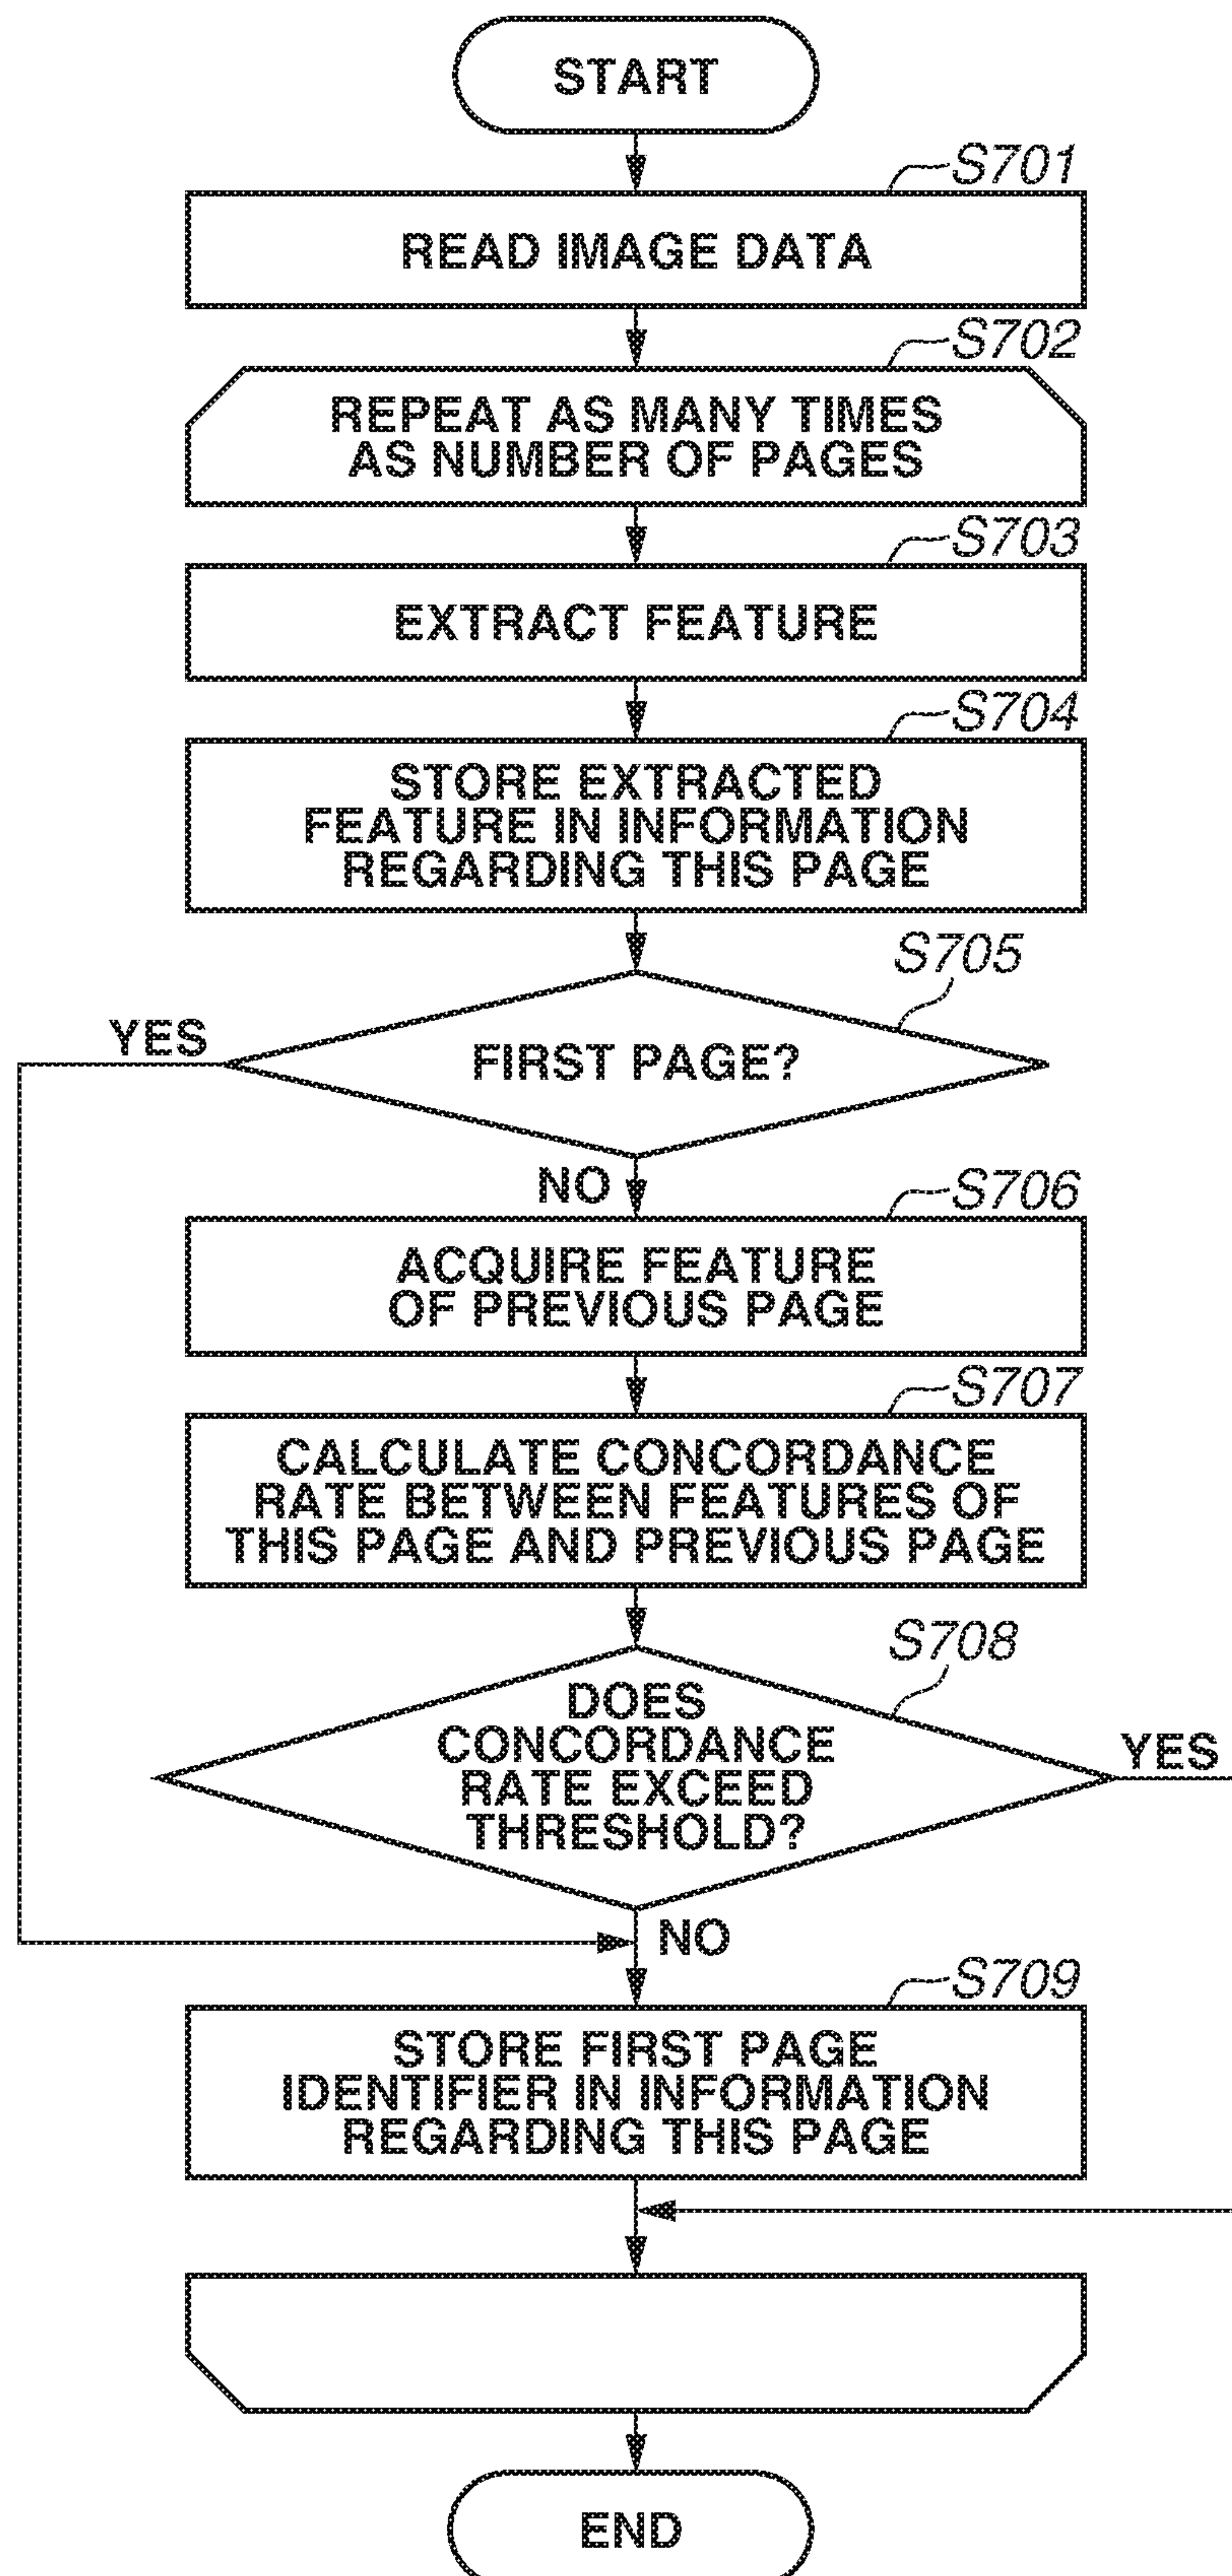 START
S701
READ IMAGE DATA
S702
REPEAT AS MANY TIMES
AS NUMBER OF PAGES
S703
EXTRACT FEATURE
S704
STORE EXTRACTED
FEATURE IN INFORMATION
REGARDING THIS PAGE
S705
YES
FIRST PAGE?
NO
S706
ACQUIRE FEATURE
OF PREVIOUS PAGE
S707
CALCULATE CONCORDANCE
RATE BETWEEN FEATURES OF
THIS PAGE AND PREVIOUS PAGE
S708
DOES
CONCORDANCE
RATE EXCEED
THRESHOLD?
YES
NO
S709
STORE FIRST PAGE
IDENTIFIER IN INFORMATION
REGARDING THIS PAGE
END